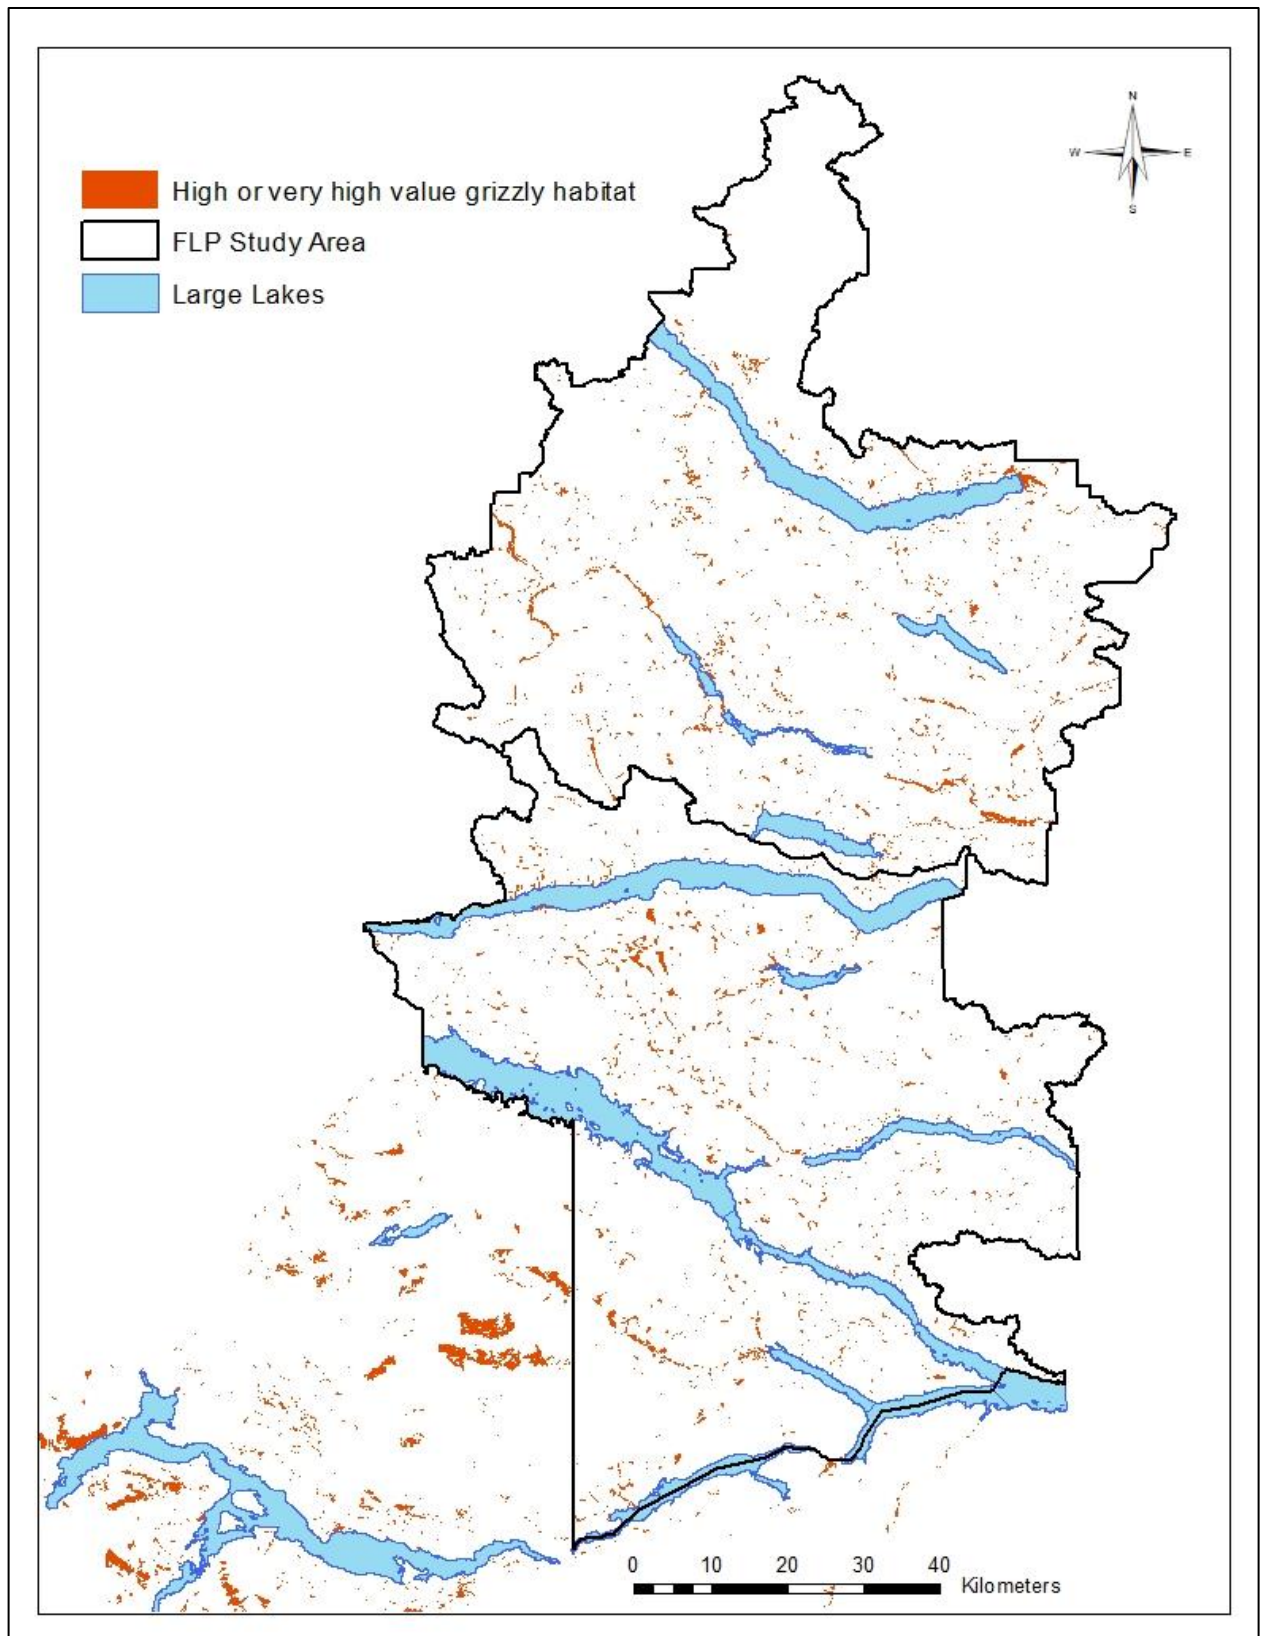 N
W E
S
High or very high value grizzly habitat
FLP Study Area
Large Lakes
0 10 20 30 40
Kilometers